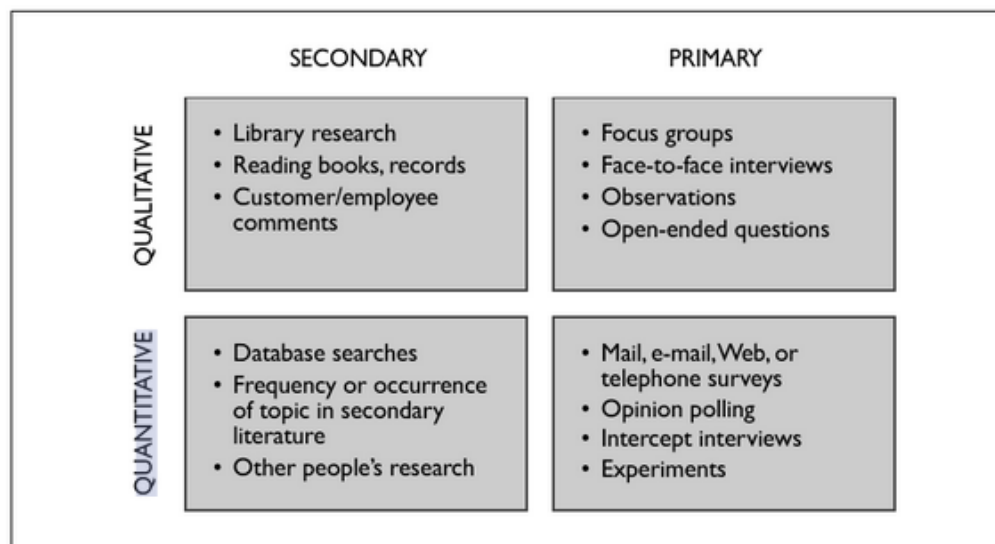 SECONDARY
PRIMARY
QUALITATIVE
• Library research
• Reading books, records
• Customer/employee
comments
• Focus groups
• Face-to-face interviews
• Observations
• Open-ended questions
QUANTITATIVE
• Database searches
• Frequency or occurrence
of topic in secondary
literature
• Other people's research
• Mail, e-mail, Web, or
telephone surveys
• Opinion polling
• Intercept interviews
• Experiments